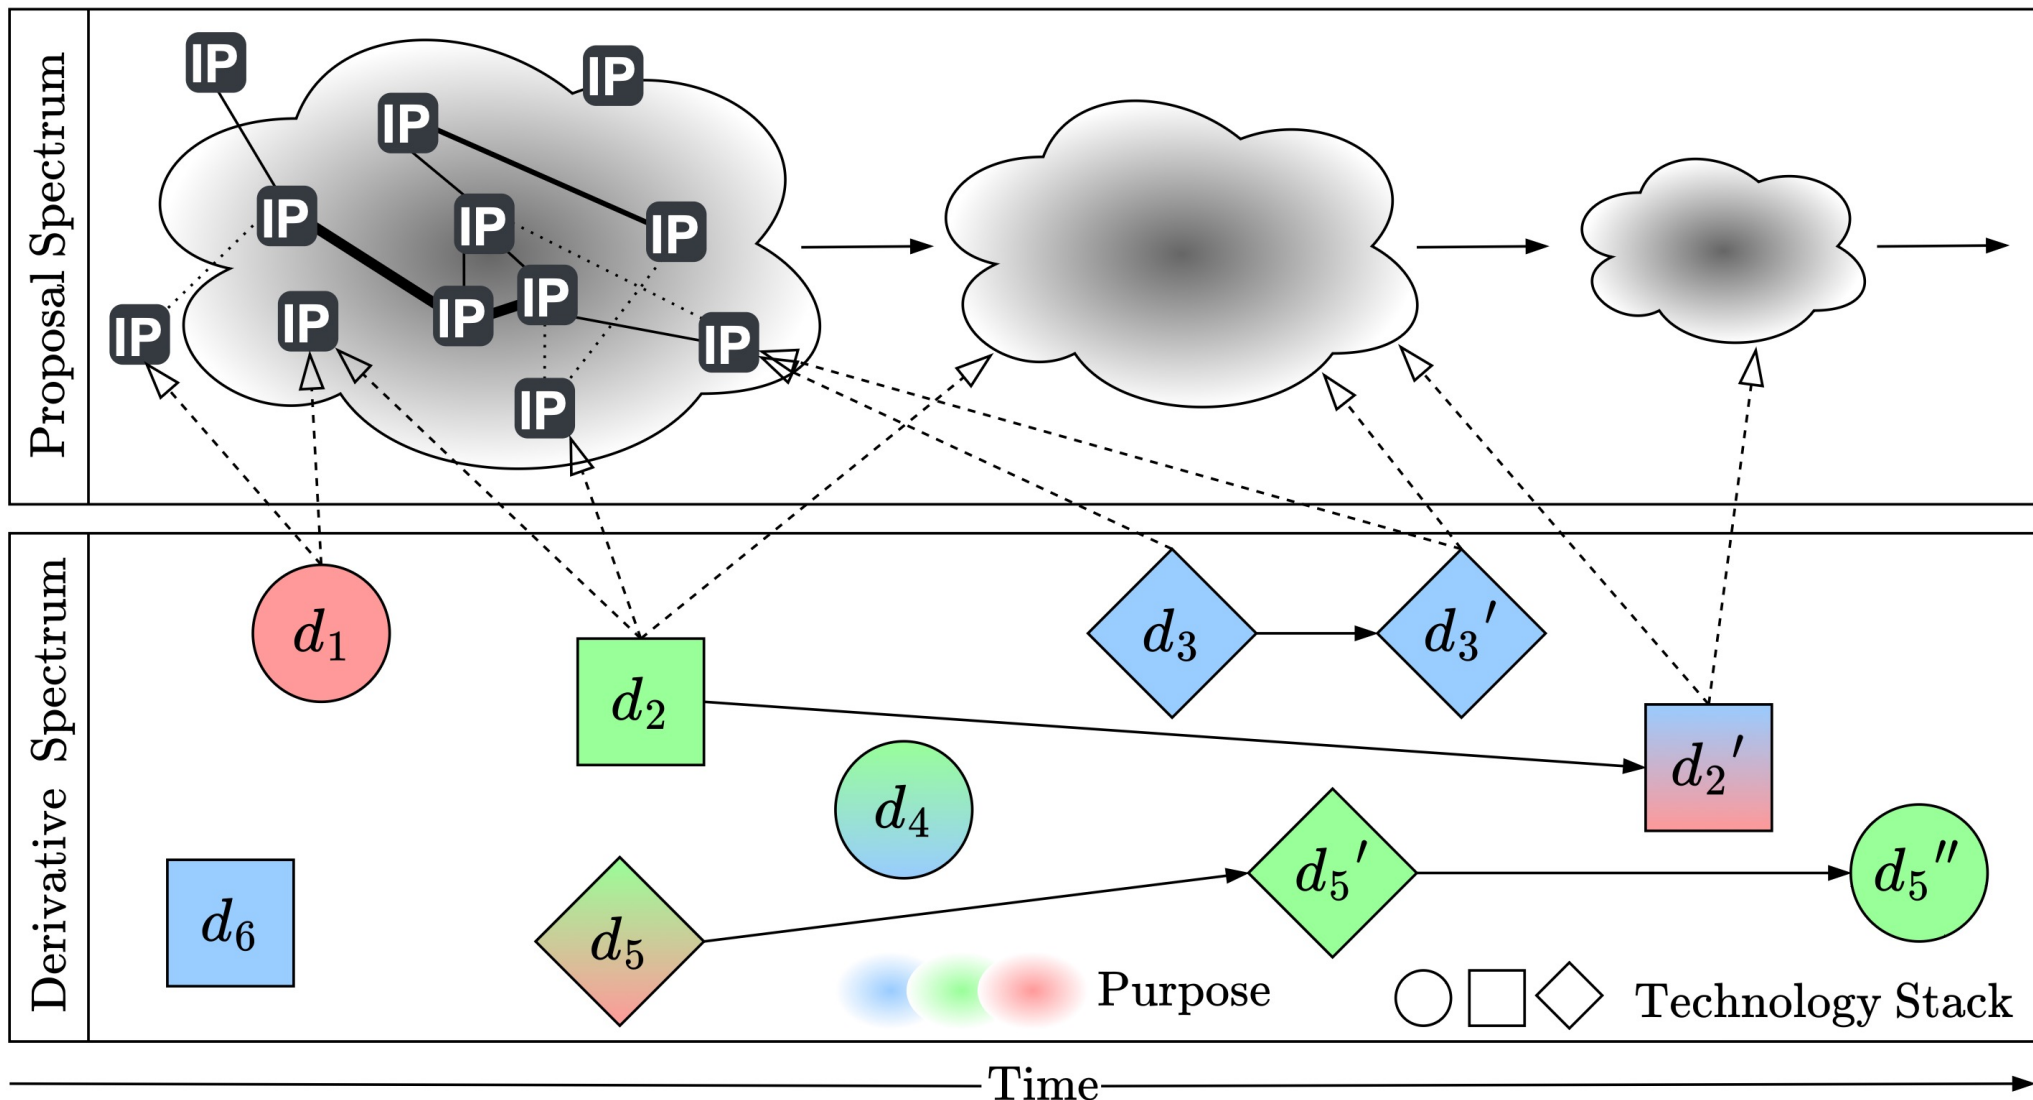 Proposal Spectrum
IP
IP
IP
IP
IP
IP
IP
IP
IP
IP
IP
IP
Derivative Spectrum
d1
d2
d3
d3′
d2′
d4
d5′
d5″
d6
d5
Purpose
Technology Stack
Time